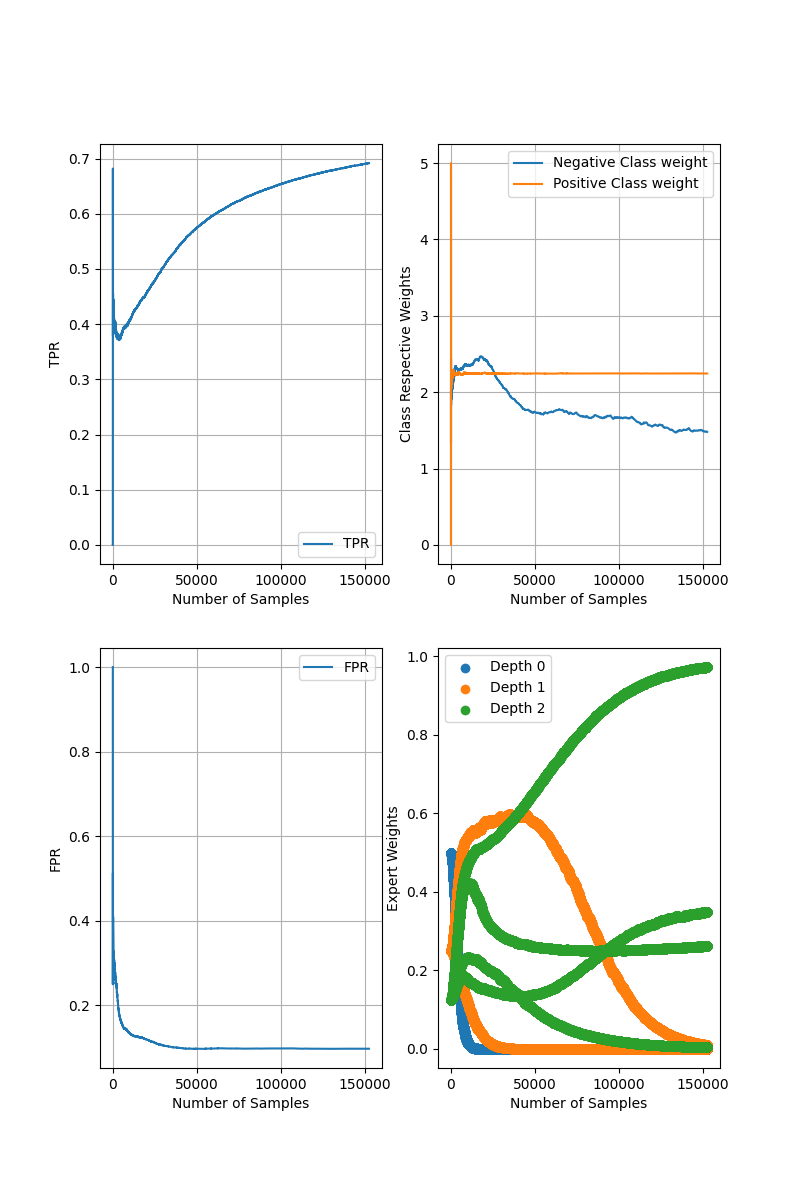 0.7
0.6
0.5
0.4
0.3
0.2
0.1
0.0
TPR
TPR
0 50000 100000 150000
Number of Samples
5
4
3
2
1
0
Class Respective Weights
Negative Class weight
Positive Class weight
0 50000 100000 150000
Number of Samples
1.0
0.8
0.6
0.4
0.2
FPR
FPR
0 50000 100000 150000
Number of Samples
1.0
0.8
0.6
0.4
0.2
0.0
Expert Weights
Depth 0
Depth 1
Depth 2
0 50000 100000 150000
Number of Samples